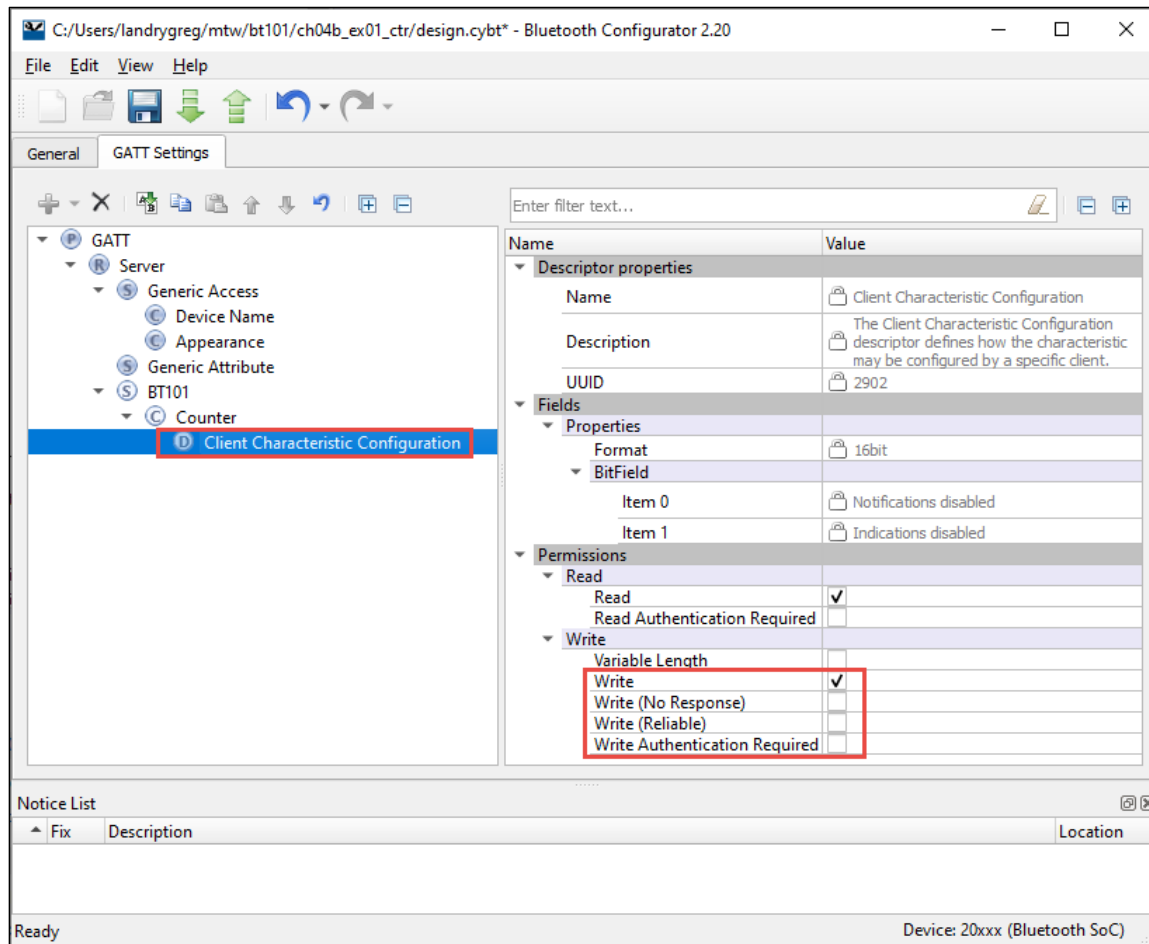 C:/Users/landrygreg/mtw/bt101/ch04b_ex01_ctr/design.cybt* - Bluetooth Configurator 2.20
File Edit View Help
General GATT Settings
Enter filter text...
GATT
Server
Generic Access
Device Name
Appearance
Generic Attribute
BT101
Counter
Client Characteristic Configuration
Name Value
Descriptor properties
Name Client Characteristic Configuration
Description The Client Characteristic Configuration
descriptor defines how the characteristic
may be configured by a specific client.
UUID 2902
Fields
Properties
Format 16bit
BitField
Item 0 Notifications disabled
Item 1 Indications disabled
Permissions
Read
Read
Read Authentication Required
Write
Variable Length
Write
Write (No Response)
Write (Reliable)
Write Authentication Required
Notice List
Fix Description Location
Ready Device: 20xxx (Bluetooth SoC)